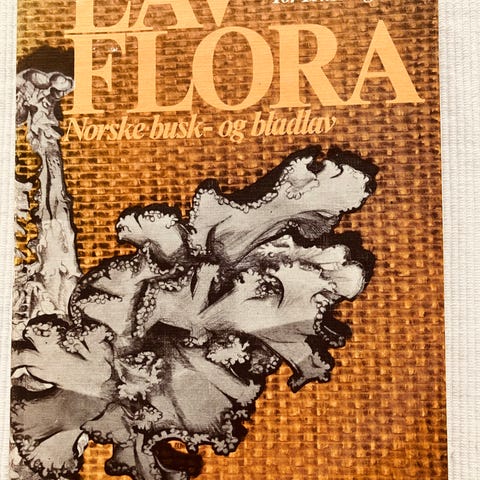 LAV
FLORA
Norske busk- og bladlav